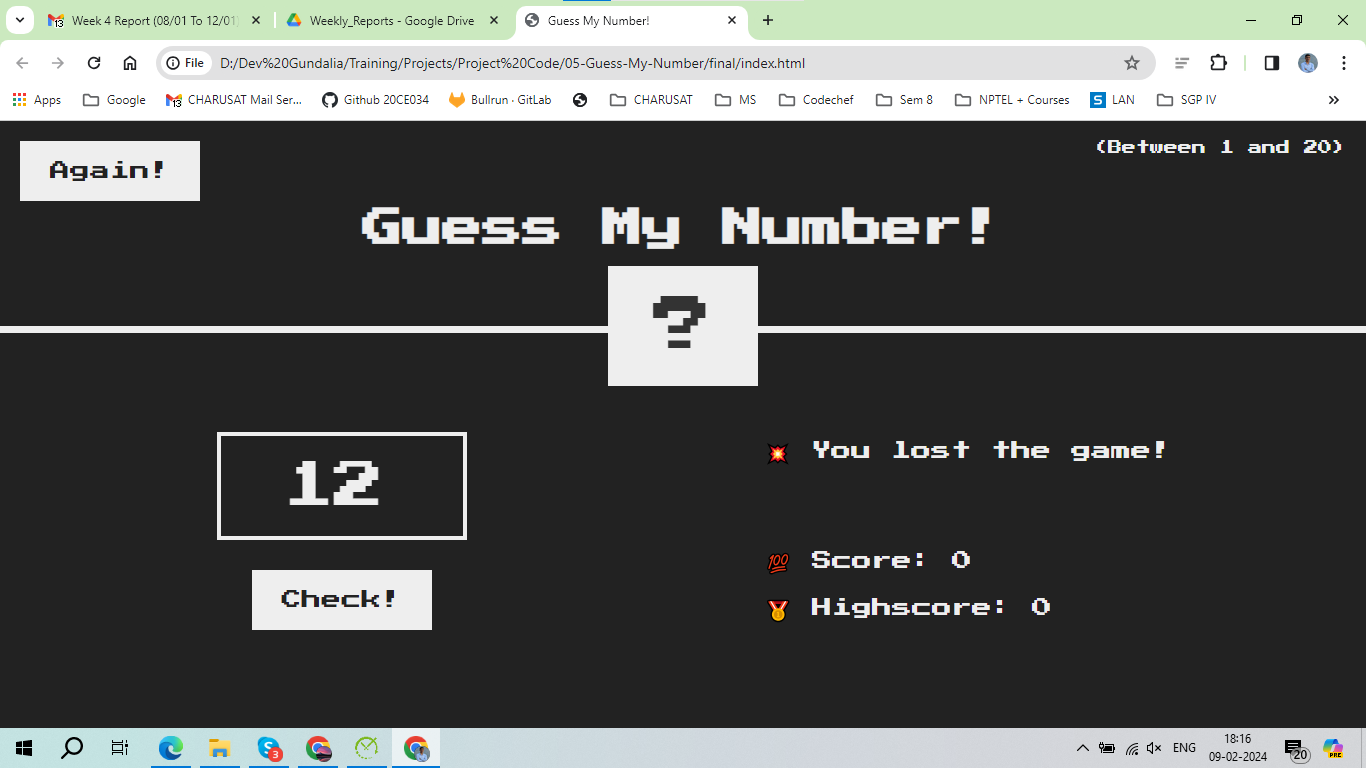 Week 4 Report (08/01 To 12/01)
Weekly_Reports - Google Drive
Guess My Number!
File
D:/Dev%20Gundalia/Training/Projects/Project%20Code/05-Guess-My-Number/final/index.html
Apps
Google
CHARUSAT Mail Ser...
Github 20CE034
Bullrun · GitLab
CHARUSAT
MS
Codechef
Sem 8
NPTEL + Courses
S LAN
SGP IV
»
Again!
(Between 1 and 20)
Guess My Number!
?
12
Check!
💥 You lost the game!
💯 Score: 0
🥇 Highscore: 0
3
ENG
18:16
09-02-2024
20
PRE